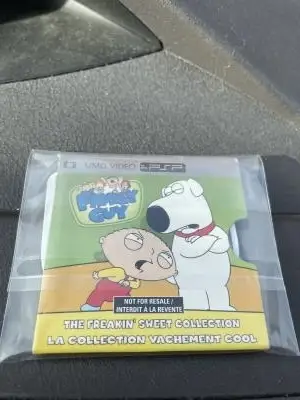 UMD VIDEO PSP
FAMILY
GUY
NOT FOR RESALE /
INTERDIT À LA REVENTE
THE FREAKIN' SWEET COLLECTION
LA COLLECTION VACHEMENT COOL